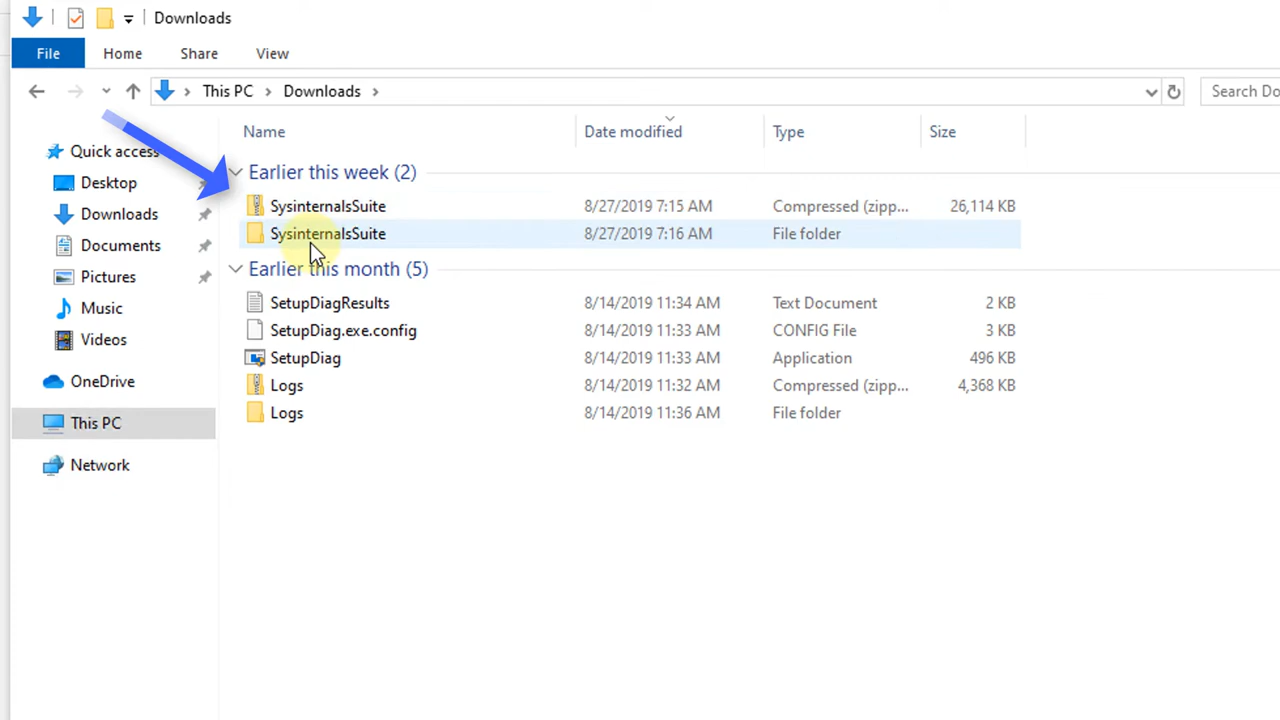 Downloads
File Home Share View
This PC Downloads Search Do
Name Date modified Type Size
Quick access
Desktop
Downloads
Documents
Pictures
Music
Videos
OneDrive
This PC
Network
Earlier this week (2)
SysinternalsSuite 8/27/2019 7:15 AM Compressed (zipp... 26,114 KB
SysinternalsSuite 8/27/2019 7:16 AM File folder
Earlier this month (5)
SetupDiagResults 8/14/2019 11:34 AM Text Document 2 KB
SetupDiag.exe.config 8/14/2019 11:33 AM CONFIG File 3 KB
SetupDiag 8/14/2019 11:33 AM Application 496 KB
Logs 8/14/2019 11:32 AM Compressed (zipp... 4,368 KB
Logs 8/14/2019 11:36 AM File folder